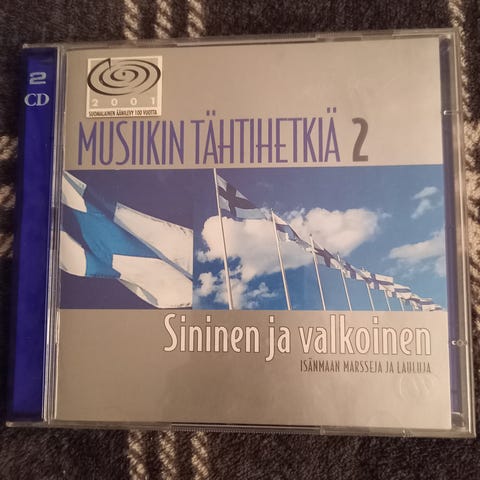 2
CD
2001
SUOMALAINEN ÄÄNILEVY 100 VUOTTA
MUSIIKIN TÄHTIHETKIÄ 2
Sininen ja valkoinen
ISÄNMAAN MARSSEJA JA LAULUJA